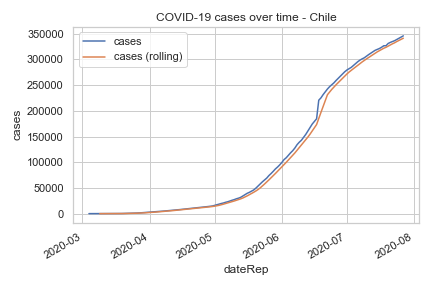 COVID-19 cases over time - Chile
cases
cases (rolling)
350000
300000
250000
200000
150000
100000
50000
0
cases
2020-03
2020-04
2020-05
2020-06
2020-07
2020-08
dateRep